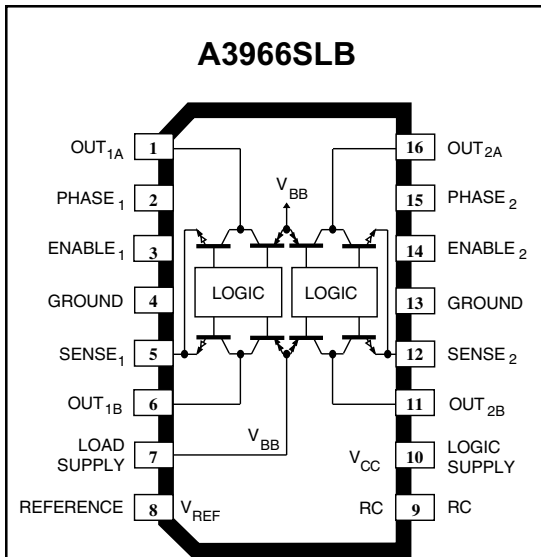 A3966SLB
OUT1A 1 16 OUT2A
VBB
PHASE1 2 15 PHASE2
ENABLE1 3 14 ENABLE2
LOGIC LOGIC
GROUND 4 13 GROUND
SENSE1 5 12 SENSE2
OUT1B 6 11 OUT2B
LOAD SUPPLY 7 VBB VCC 10 LOGIC SUPPLY
REFERENCE 8 VREF RC 9 RC